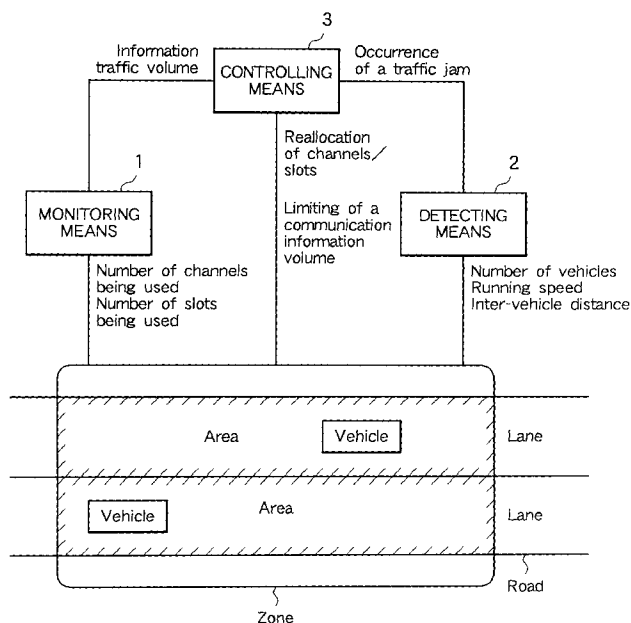 3
Information
traffic volume
CONTROLLING
MEANS
Occurrence
of a traffic jam
Reallocation
of channels/
slots
1
2
MONITORING
MEANS
Limiting of a
communication
information
volume
DETECTING
MEANS
Number of channels
being used
Number of slots
being used
Number of vehicles
Running speed
Inter-vehicle distance
Area
Vehicle
Lane
Vehicle
Area
Lane
Road
Zone